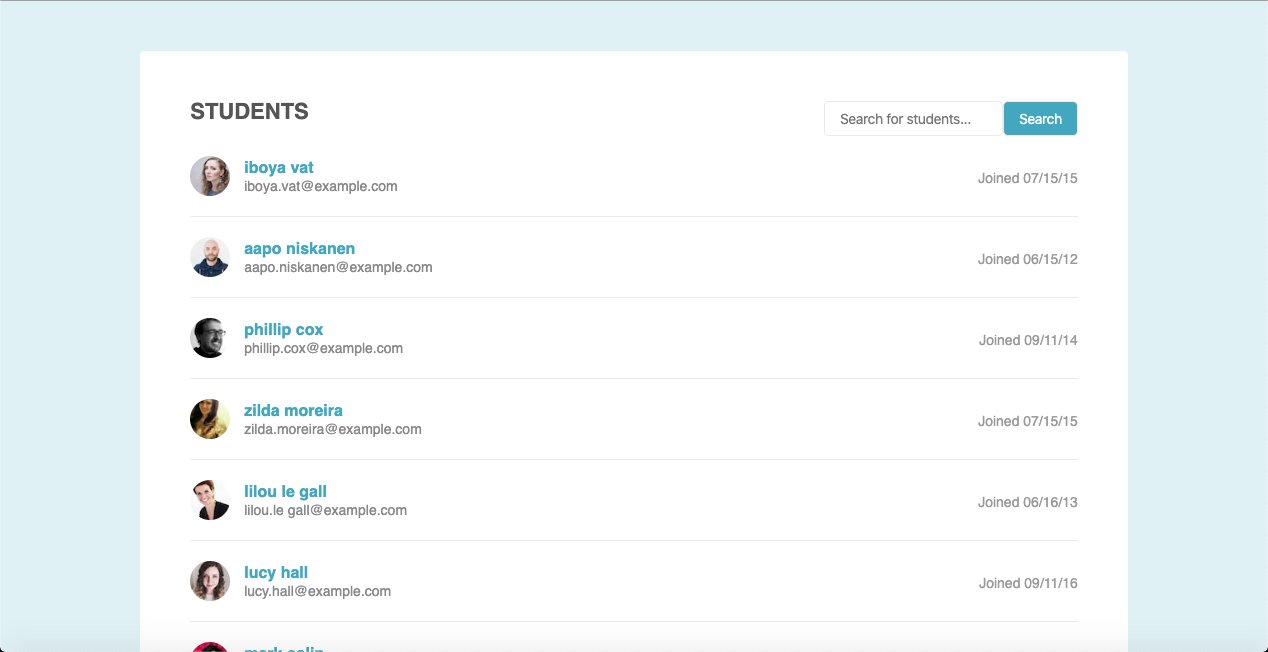 STUDENTS
Search for students...
Search
iboya vat
iboya.vat@example.com
Joined 07/15/15
aapo niskanen
aapo.niskanen@example.com
Joined 06/15/12
phillip cox
phillip.cox@example.com
Joined 09/11/14
zilda moreira
zilda.moreira@example.com
Joined 07/15/15
lilou le gall
lilou.le gall@example.com
Joined 06/16/13
lucy hall
lucy.hall@example.com
Joined 09/11/16